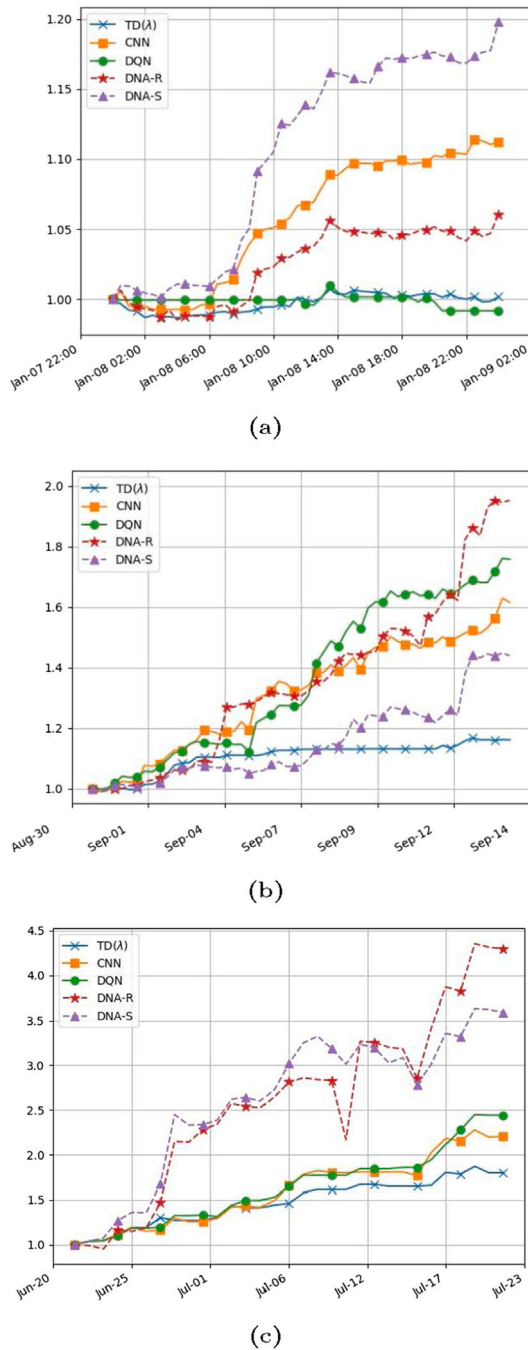 1.20
1.15
1.10
1.05
1.00
TD(λ)
CNN
DQN
DNA-R
DNA-S
Jan-07 22:00
Jan-08 02:00
Jan-08 06:00
Jan-08 10:00
Jan-08 14:00
Jan-08 18:00
Jan-08 22:00
Jan-09 02:00
(a)
2.0
1.8
1.6
1.4
1.2
1.0
TD(λ)
CNN
DQN
DNA-R
DNA-S
Aug-30
Sep-01
Sep-04
Sep-07
Sep-09
Sep-12
Sep-14
(b)
4.5
4.0
3.5
3.0
2.5
2.0
1.5
1.0
TD(λ)
CNN
DQN
DNA-R
DNA-S
Jun-20
Jun-25
Jul-01
Jul-06
Jul-12
Jul-17
Jul-23
(c)